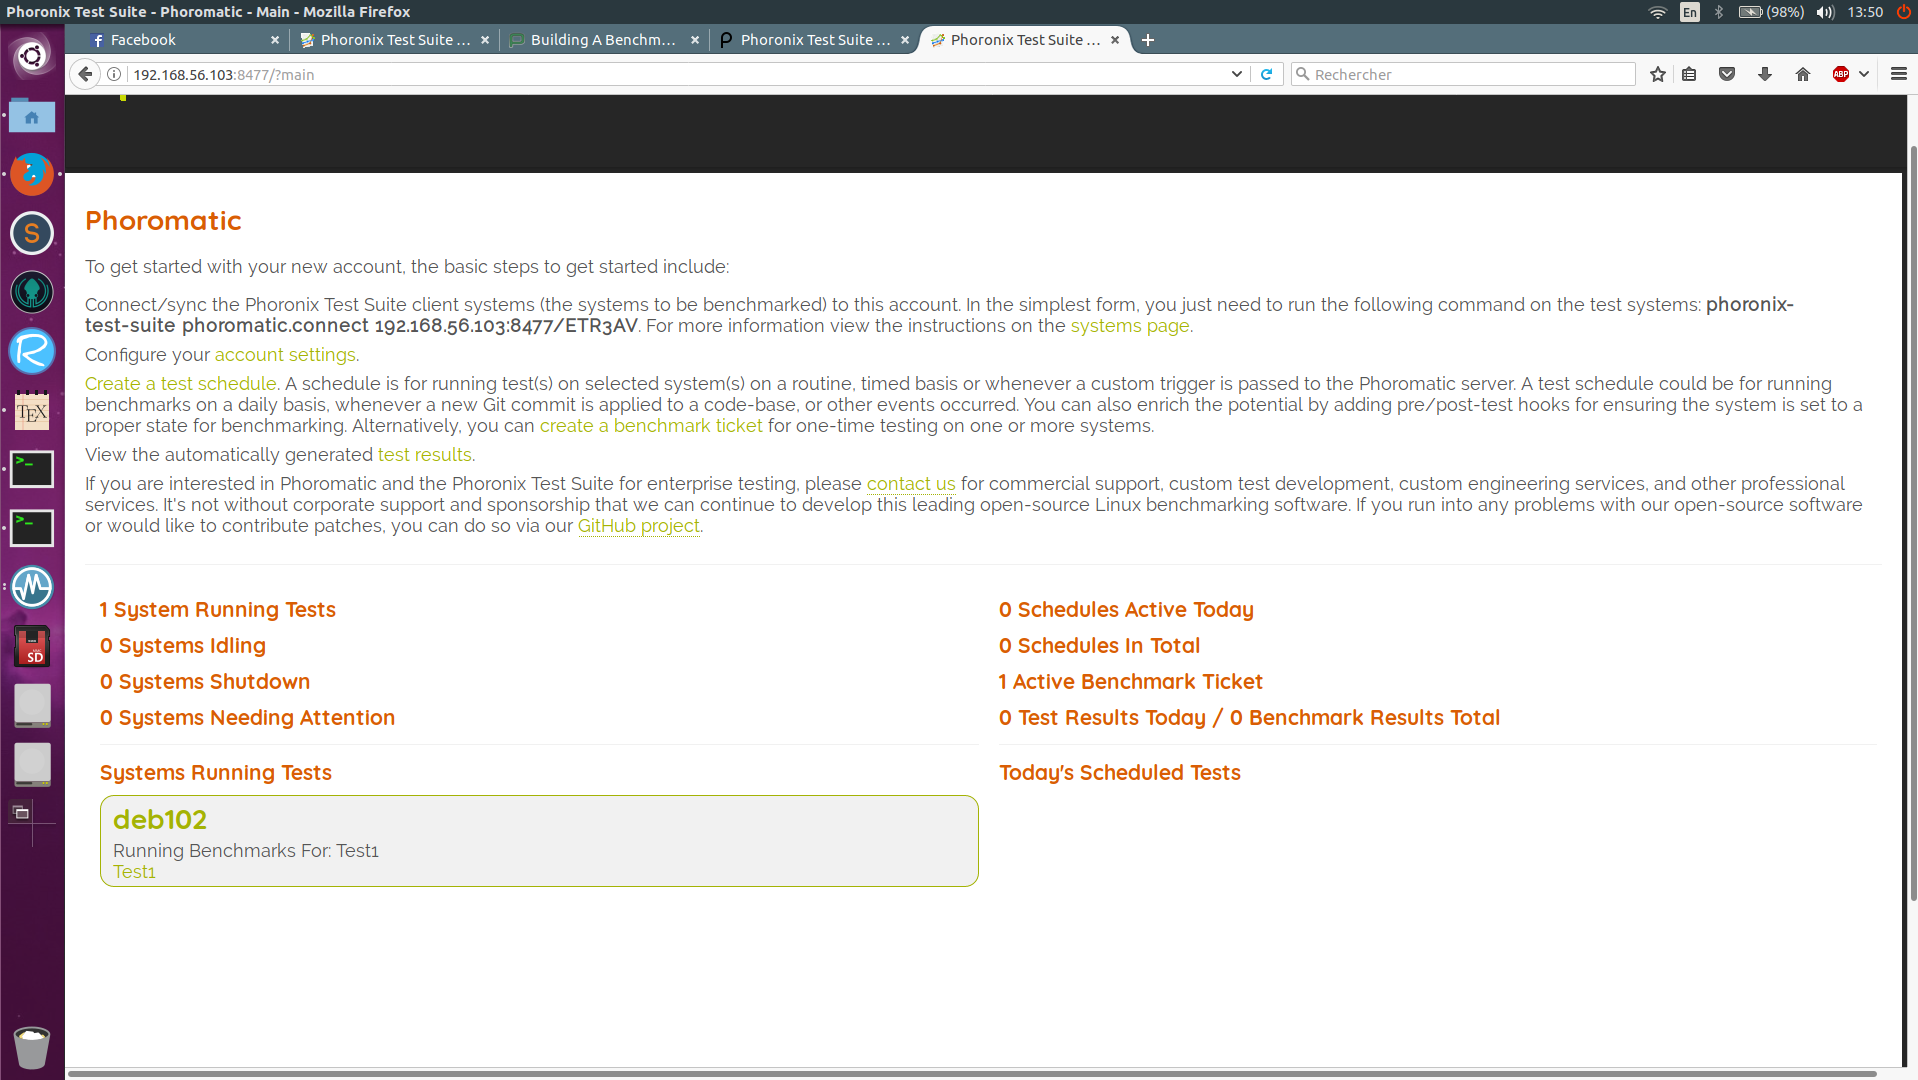 Phoronix Test Suite - Phoromatic - Main - Mozilla Firefox
En
(98%)
13:50
Facebook
Phoronix Test Suite ...
Building A Benchm...
Phoronix Test Suite ...
Phoronix Test Suite ...
192.168.56.103:8477/?main
Rechercher
ABP
Phoromatic
To get started with your new account, the basic steps to get started include:
Connect/sync the Phoronix Test Suite client systems (the systems to be benchmarked) to this account. In the simplest form, you just need to run the following command on the test systems: phoronix-
test-suite phoromatic.connect 192.168.56.103:8477/ETR3AV. For more information view the instructions on the systems page.
Configure your account settings.
Create a test schedule. A schedule is for running test(s) on selected system(s) on a routine, timed basis or whenever a custom trigger is passed to the Phoromatic server. A test schedule could be for running
benchmarks on a daily basis, whenever a new Git commit is applied to a code-base, or other events occurred. You can also enrich the potential by adding pre/post-test hooks for ensuring the system is set to a
proper state for benchmarking. Alternatively, you can create a benchmark ticket for one-time testing on one or more systems.
View the automatically generated test results.
If you are interested in Phoromatic and the Phoronix Test Suite for enterprise testing, please contact us for commercial support, custom test development, custom engineering services, and other professional
services. It's not without corporate support and sponsorship that we can continue to develop this leading open-source Linux benchmarking software. If you run into any problems with our open-source software
or would like to contribute patches, you can do so via our GitHub project.
1 System Running Tests
0 Systems Idling
0 Systems Shutdown
0 Systems Needing Attention
0 Schedules Active Today
0 Schedules In Total
1 Active Benchmark Ticket
0 Test Results Today / 0 Benchmark Results Total
Systems Running Tests
deb102
Running Benchmarks For: Test1
Test1
Today's Scheduled Tests
S
R
TEX
>_
>_
SD